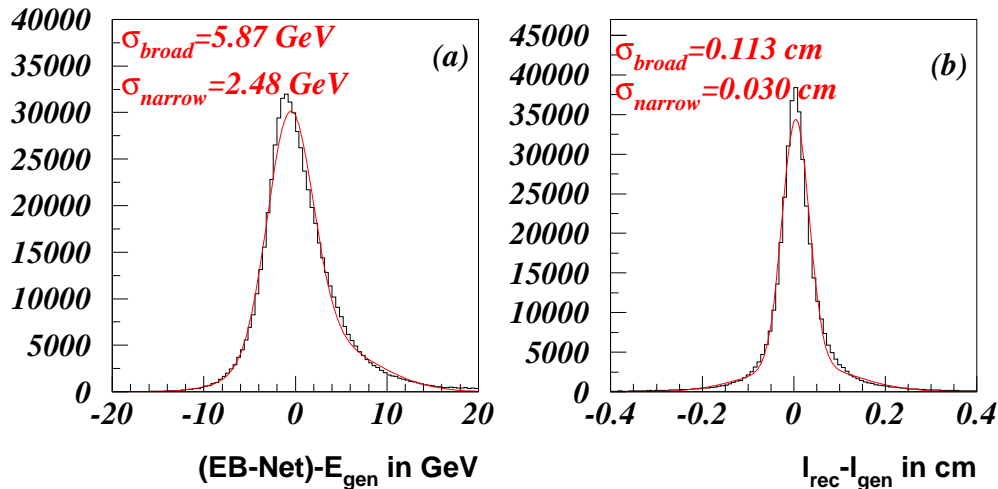 σbroad=5.87 GeV
σnarrow=2.48 GeV
(a)
40000
35000
30000
25000
20000
15000
10000
5000
0
-20 -10 0 10 20
(EB-Net)-Egen in GeV
σbroad=0.113 cm
σnarrow=0.030 cm
(b)
45000
40000
35000
30000
25000
20000
15000
10000
5000
0
-0.4 -0.2 0 0.2 0.4
lrec-lgen in cm